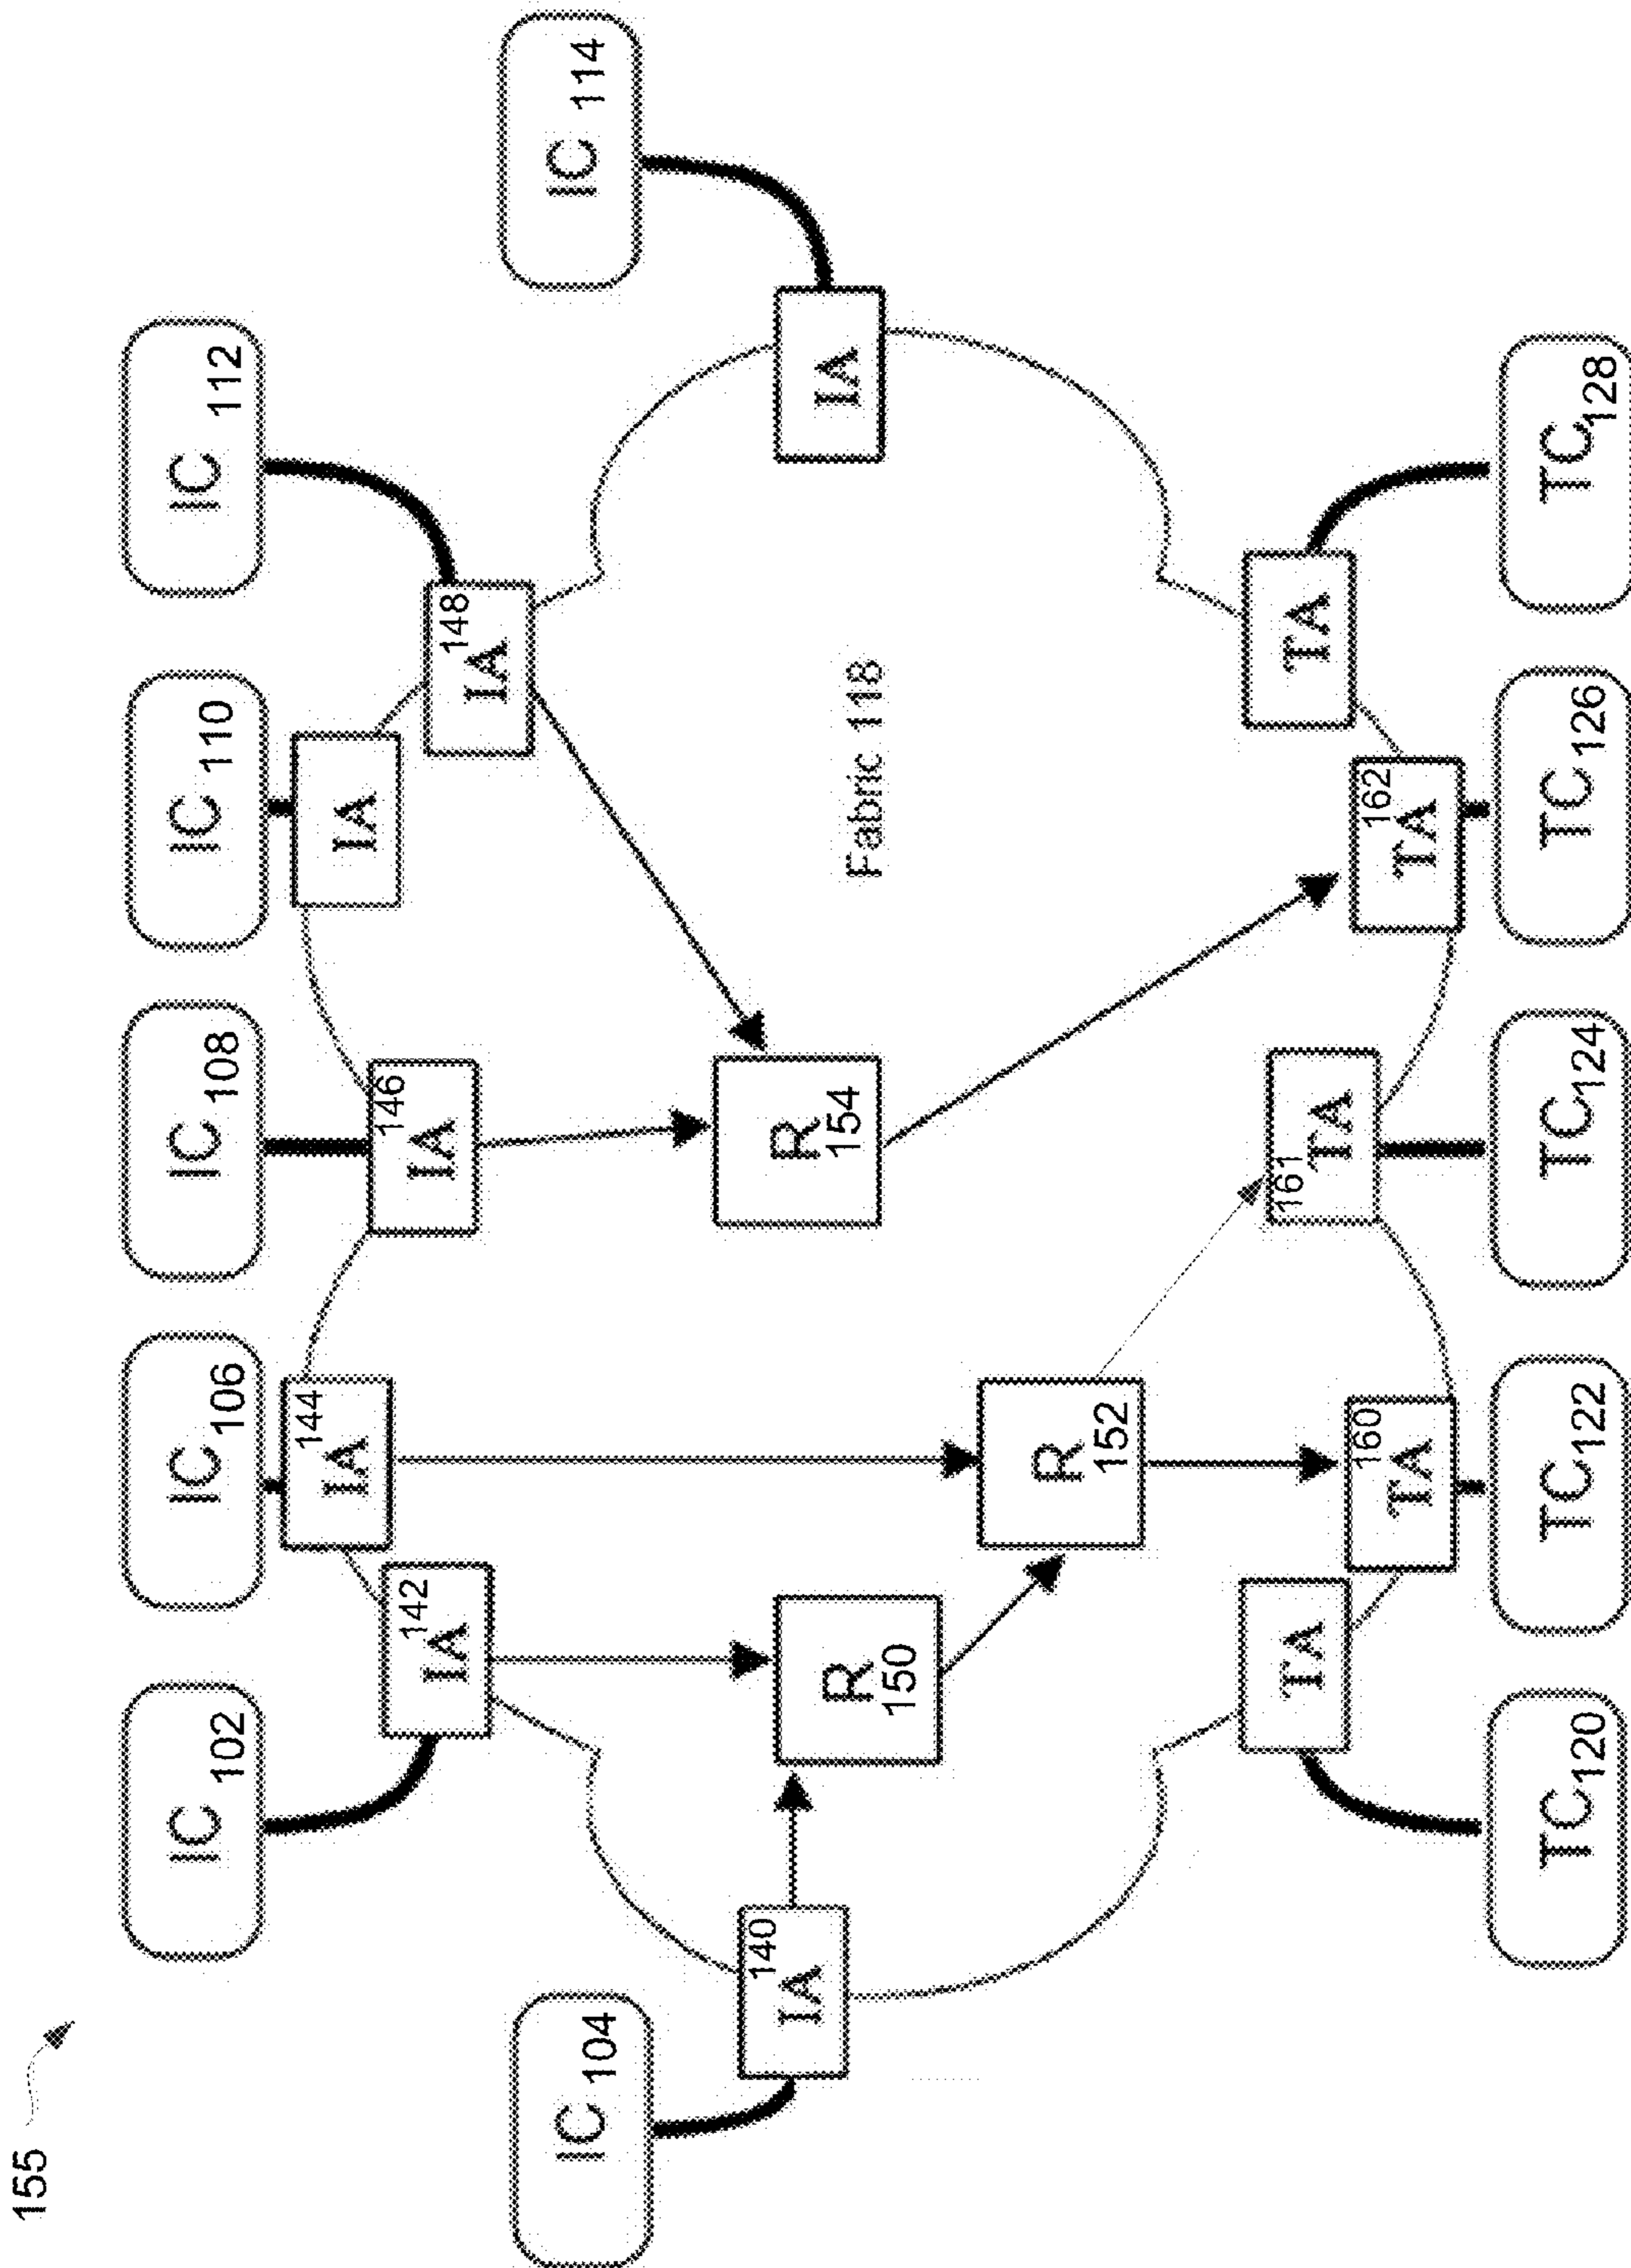 155
IC 104
IC 102
IC 106
IC 108
IC 110
IC 112
IC 114
140
IA
142
IA
144
IA
146
IA
IA
148
IA
IA
R
150
R
152
R
154
Fabric 118
TA
160
TA
161
TA
162
TA
TA
TC 120
TC 122
TC 124
TC 126
TC 128